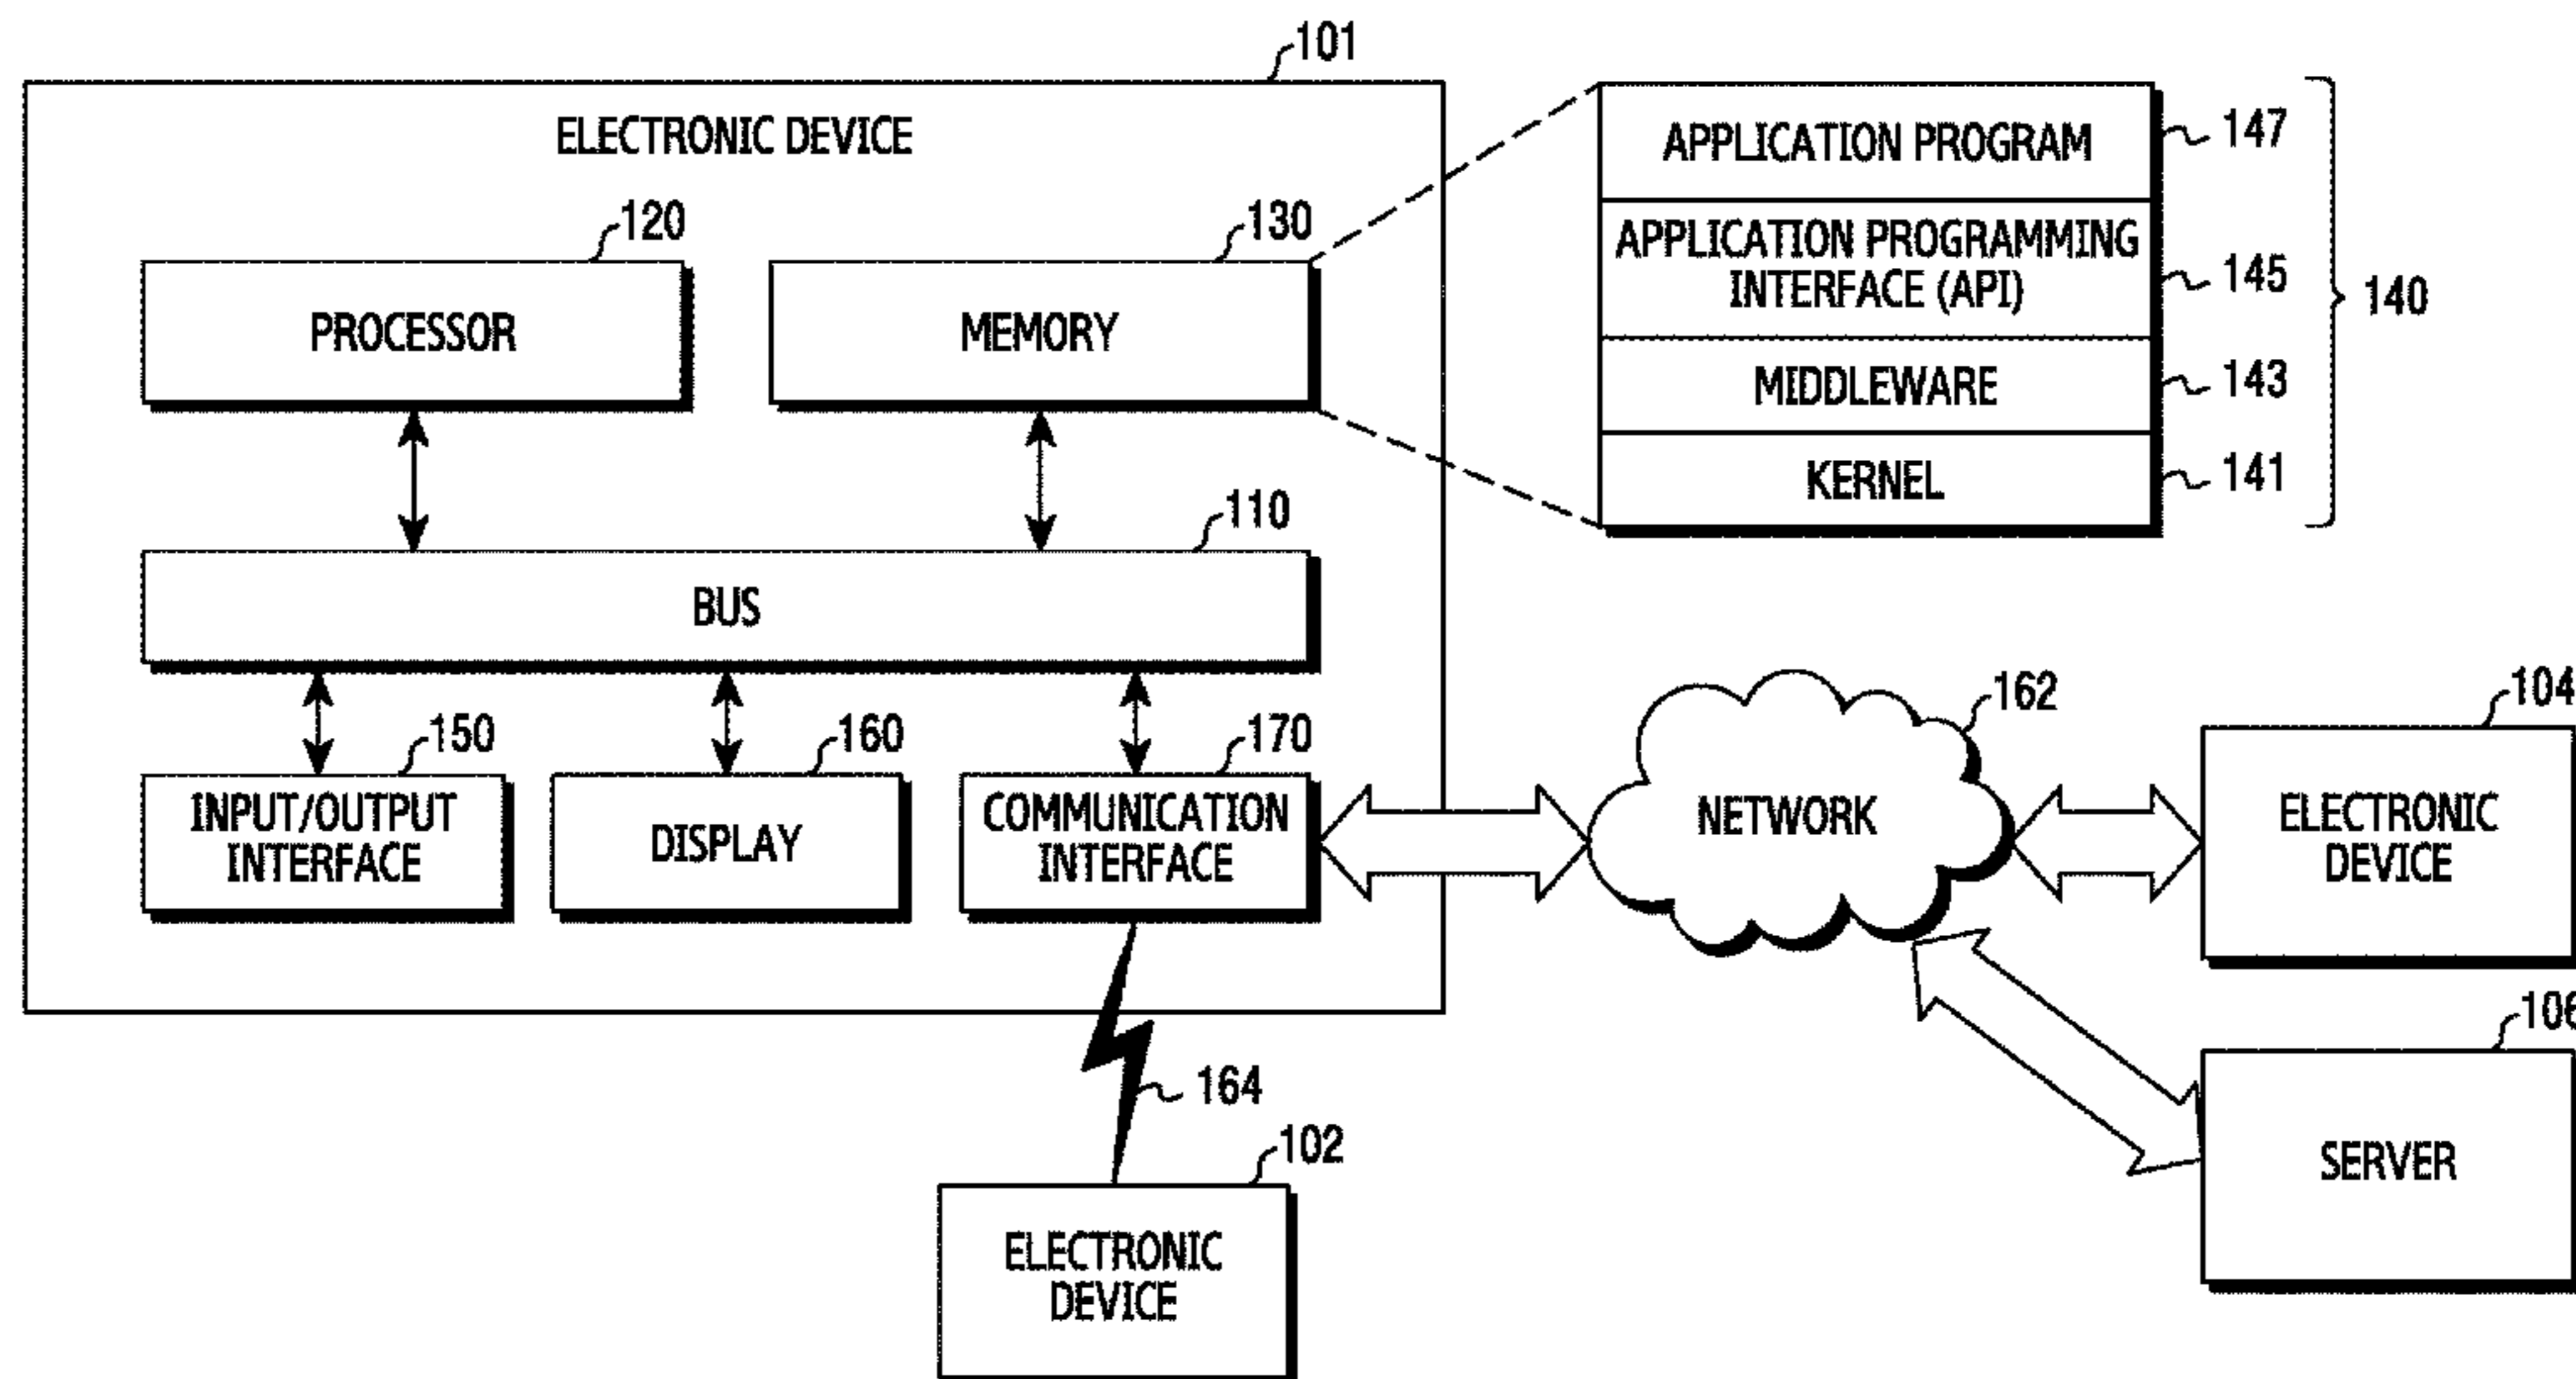 101
ELECTRONIC DEVICE
120
PROCESSOR
130
MEMORY
110
BUS
150
INPUT/OUTPUT
INTERFACE
160
DISPLAY
170
COMMUNICATION
INTERFACE
APPLICATION PROGRAM
147
APPLICATION PROGRAMMING
INTERFACE (API)
145
MIDDLEWARE
143
KERNEL
141
140
162
NETWORK
104
ELECTRONIC
DEVICE
106
SERVER
164
102
ELECTRONIC
DEVICE